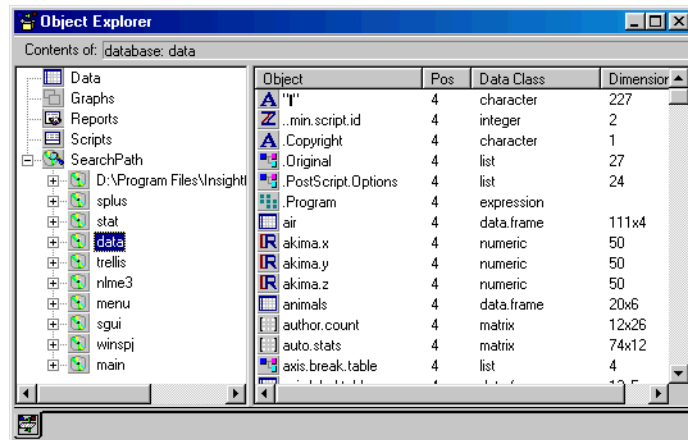 Object Explorer
Contents of: database: data
Data
Graphs
Reports
Scripts
SearchPath
D:\Program Files\Insight
splus
stat
data
trellis
nlme3
menu
sgui
winspj
main
Object Pos Data Class Dimension
"I" 4 character 227
..min.script.id 4 integer 2
.Copyright 4 character 1
.Original 4 list 27
.PostScript.Options 4 list 24
.Program 4 expression
air 4 data.frame 111x4
akima.x 4 numeric 50
akima.y 4 numeric 50
akima.z 4 numeric 50
animals 4 data.frame 20x6
author.count 4 matrix 12x26
auto.stats 4 matrix 74x12
axis.break.table 4 list 4